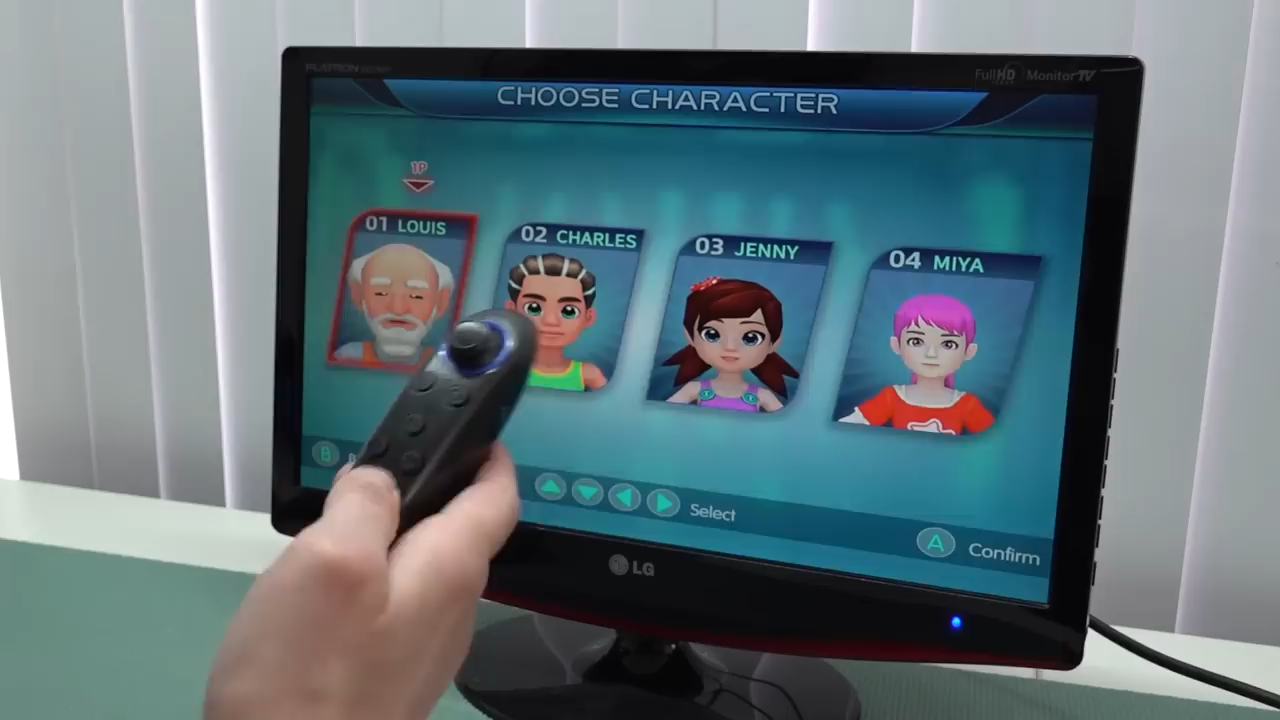 FLATRON
Full HD Monitor TV
CHOOSE CHARACTER
1P
01 LOUIS
02 CHARLES
03 JENNY
04 MIYA
B
Select
A Confirm
LG